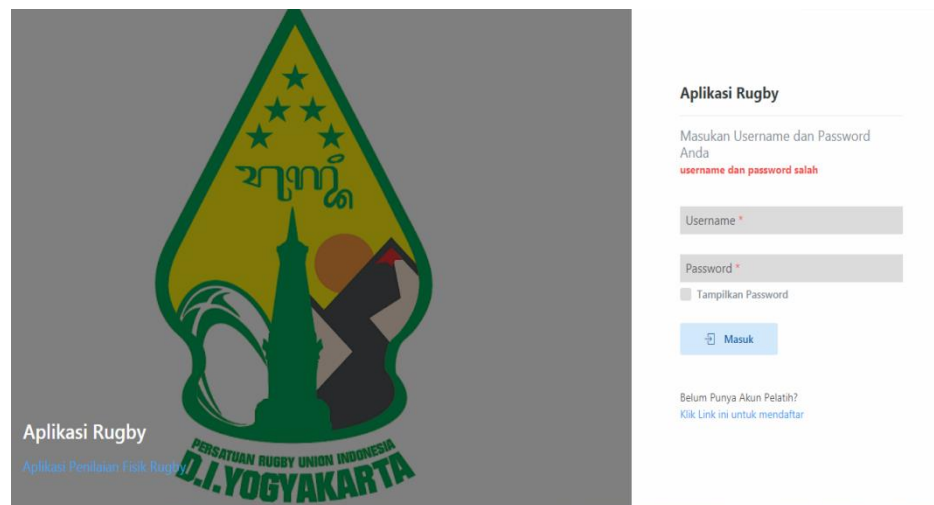 Aplikasi Rugby
Aplikasi Penilaian Fisik Rugby
PERSATUAN RUGBY UNION INDONESIA
D.I.YOGYAKARTA
Aplikasi Rugby
Masukan Username dan Password
Anda
username dan password salah
Username *
Password *
Tampilkan Password
Masuk
Belum Punya Akun Pelatih?
Klik Link ini untuk mendaftar